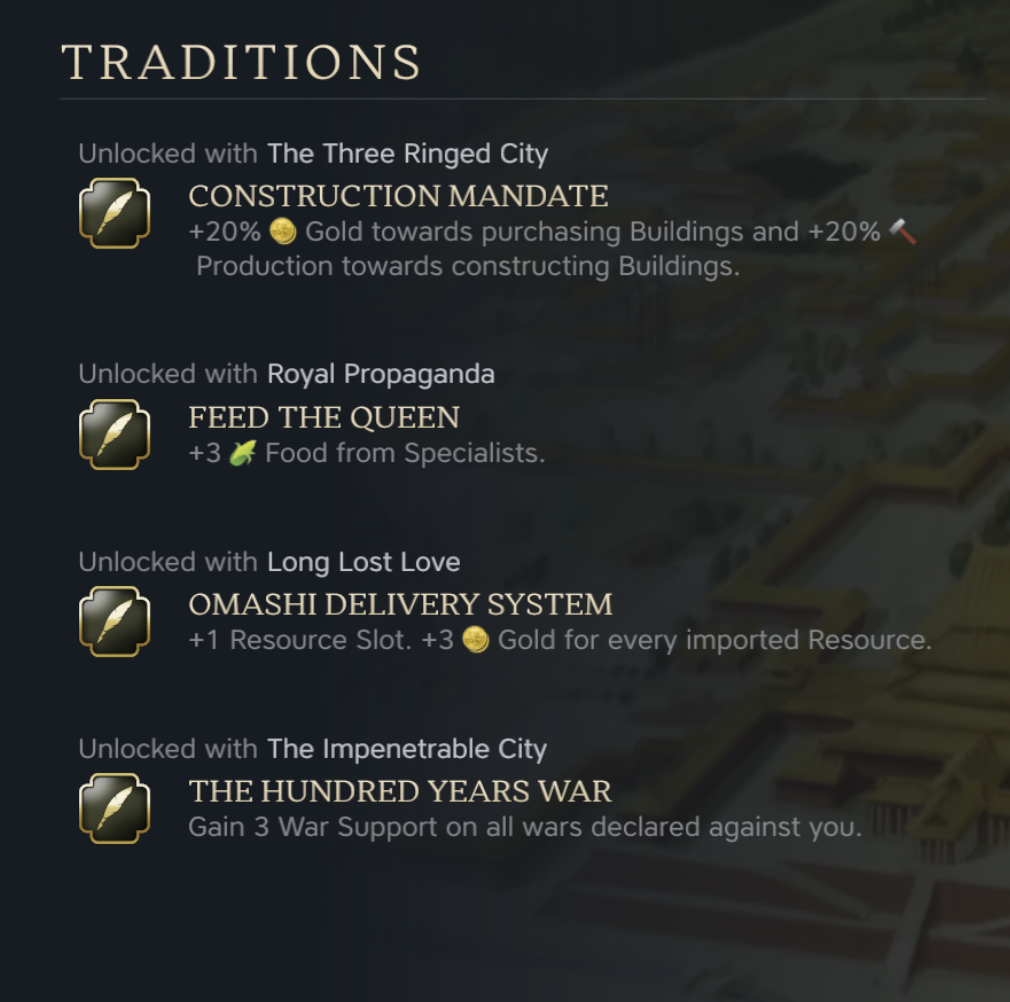 TRADITIONS
Unlocked with The Three Ringed City
CONSTRUCTION MANDATE
+20% Gold towards purchasing Buildings and +20%
Production towards constructing Buildings.
Unlocked with Royal Propaganda
FEED THE QUEEN
+3 Food from Specialists.
Unlocked with Long Lost Love
OMASHI DELIVERY SYSTEM
+1 Resource Slot. +3 Gold for every imported Resource.
Unlocked with The Impenetrable City
THE HUNDRED YEARS WAR
Gain 3 War Support on all wars declared against you.